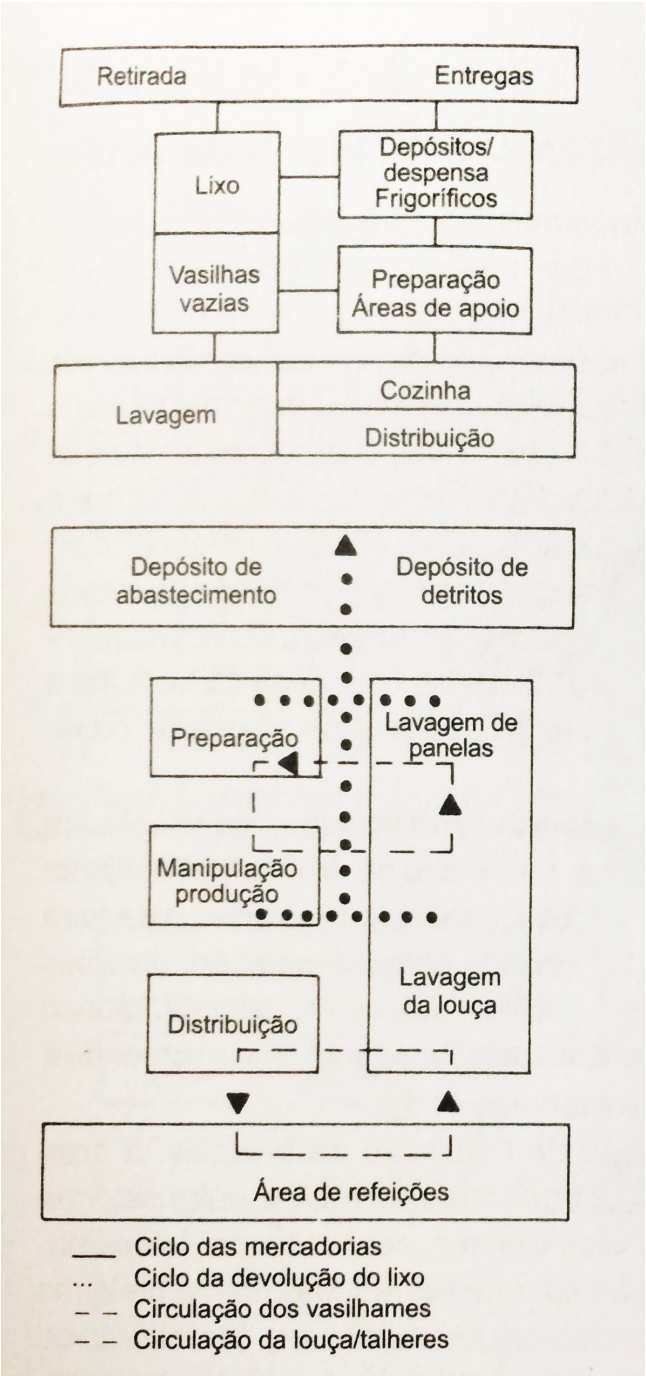 Retirada Entregas
Lixo
Depósitos/
despensa
Frigoríficos
Vasilhas
vazias
Preparação
Áreas de apoio
Lavagem
Cozinha
Distribuição
Depósito de
abastecimento
Depósito de
detritos
Preparação
Lavagem de
panelas
Manipulação
produção
Lavagem
da louça
Distribuição
Área de refeições
Ciclo das mercadorias
... Ciclo da devolução do lixo
– – Circulação dos vasilhames
– – Circulação da louça/talheres